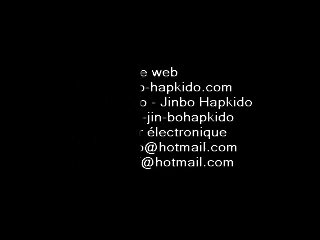 e web
o-hapkido.com
o - Jinbo Hapkido
-jin-bohapkido
r électronique
o@hotmail.com
@hotmail.com